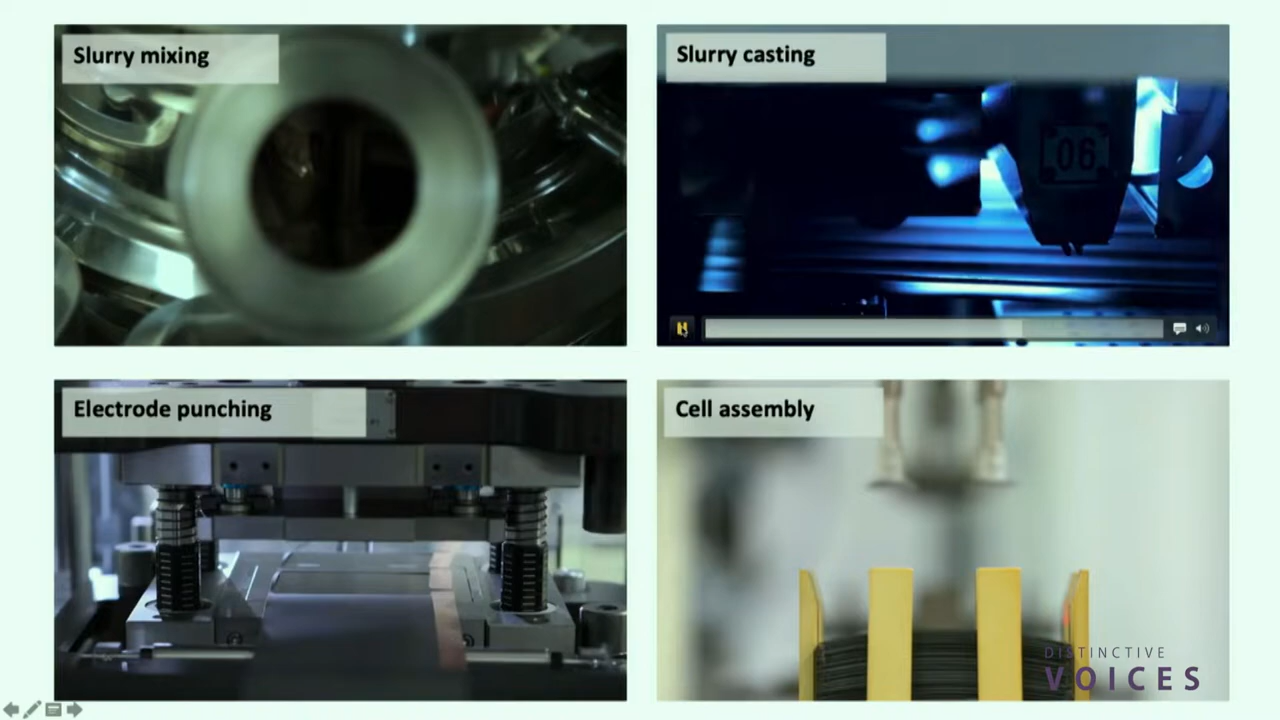 Slurry mixing
Slurry casting
06
Electrode punching
Cell assembly
DISTINCTIVE
VOICES